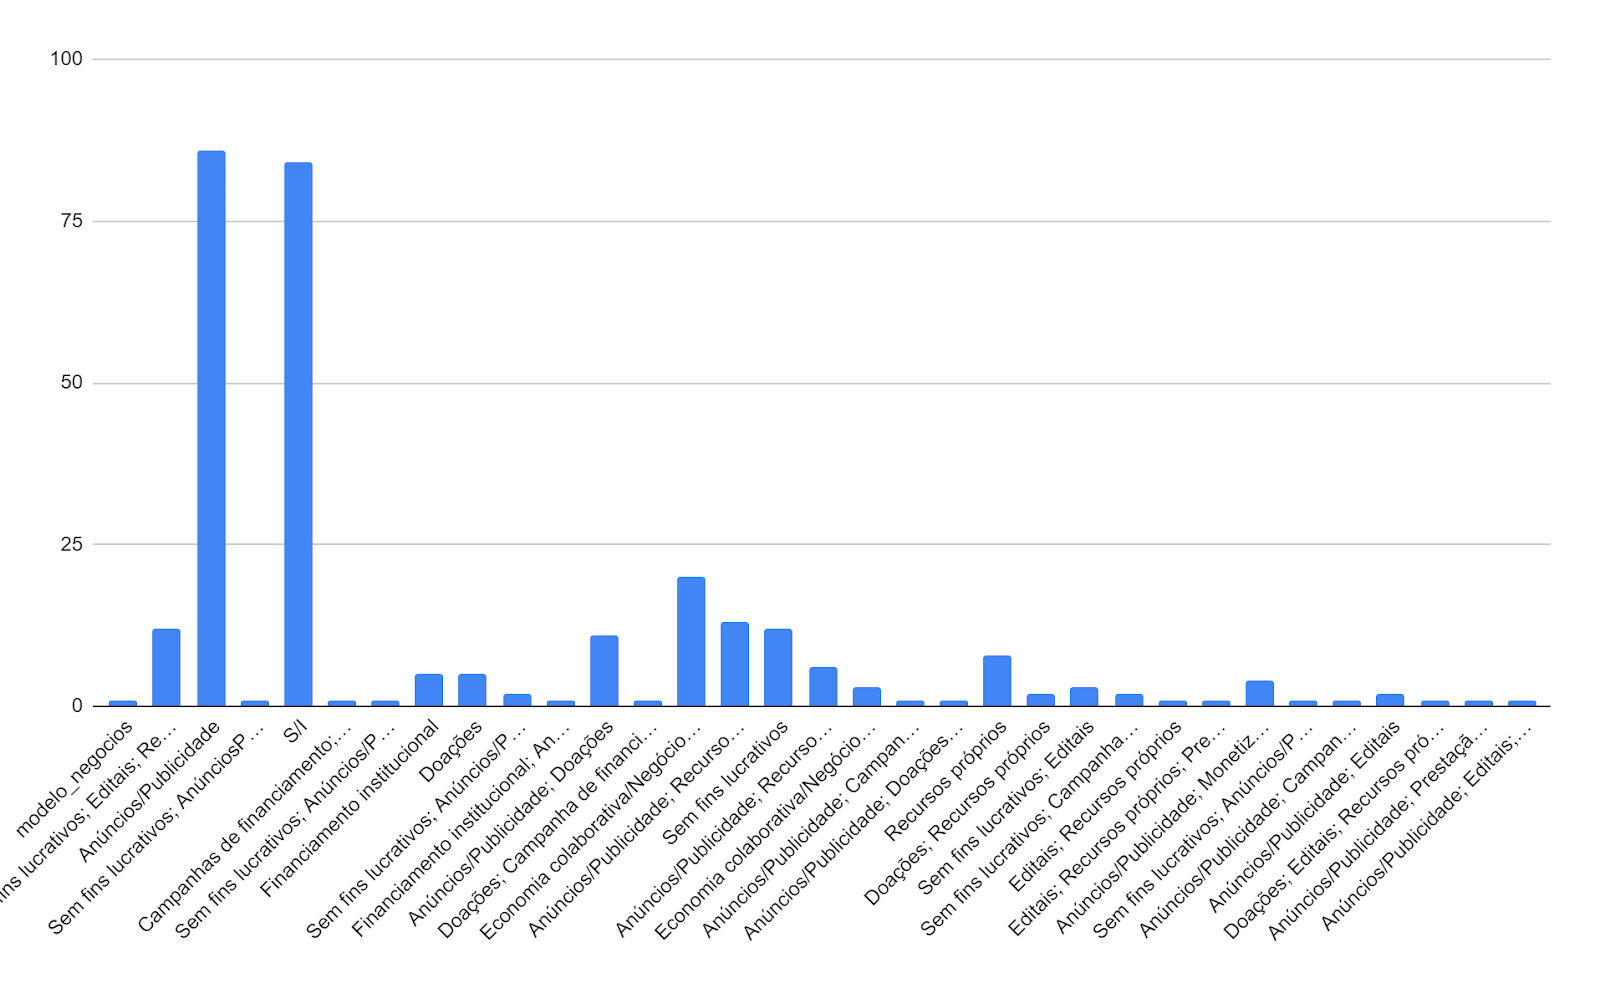 100
75
50
25
0
modelo_negocios
fins lucrativos; Editais; Re…
Anúncios/Publicidade
Sem fins lucrativos; AnúnciosP…
S/I
Campanhas de financiamento;…
Sem fins lucrativos; Anúncios/P…
Financiamento institucional
Doações
Sem fins lucrativos; Anúncios/P…
Financiamento institucional; An…
Anúncios/Publicidade; Doações
Doações; Campanha de financi…
Economia colaborativa/Negócio…
Anúncios/Publicidade; Recurso…
Sem fins lucrativos
Anúncios/Publicidade; Recurso…
Economia colaborativa/Negócio…
Anúncios/Publicidade; Campan…
Anúncios/Publicidade; Doações…
Recursos próprios
Doações; Recursos próprios
Sem fins lucrativos; Editais
Sem fins lucrativos; Campanha…
Editais; Recursos próprios
Editais; Recursos próprios; Pre…
Anúncios/Publicidade; Monetiz…
Sem fins lucrativos; Anúncios/P…
Anúncios/Publicidade; Campan…
Anúncios/Publicidade; Editais
Doações; Editais; Recursos pró…
Anúncios/Publicidade; Prestaçã…
Anúncios/Publicidade; Editais;…